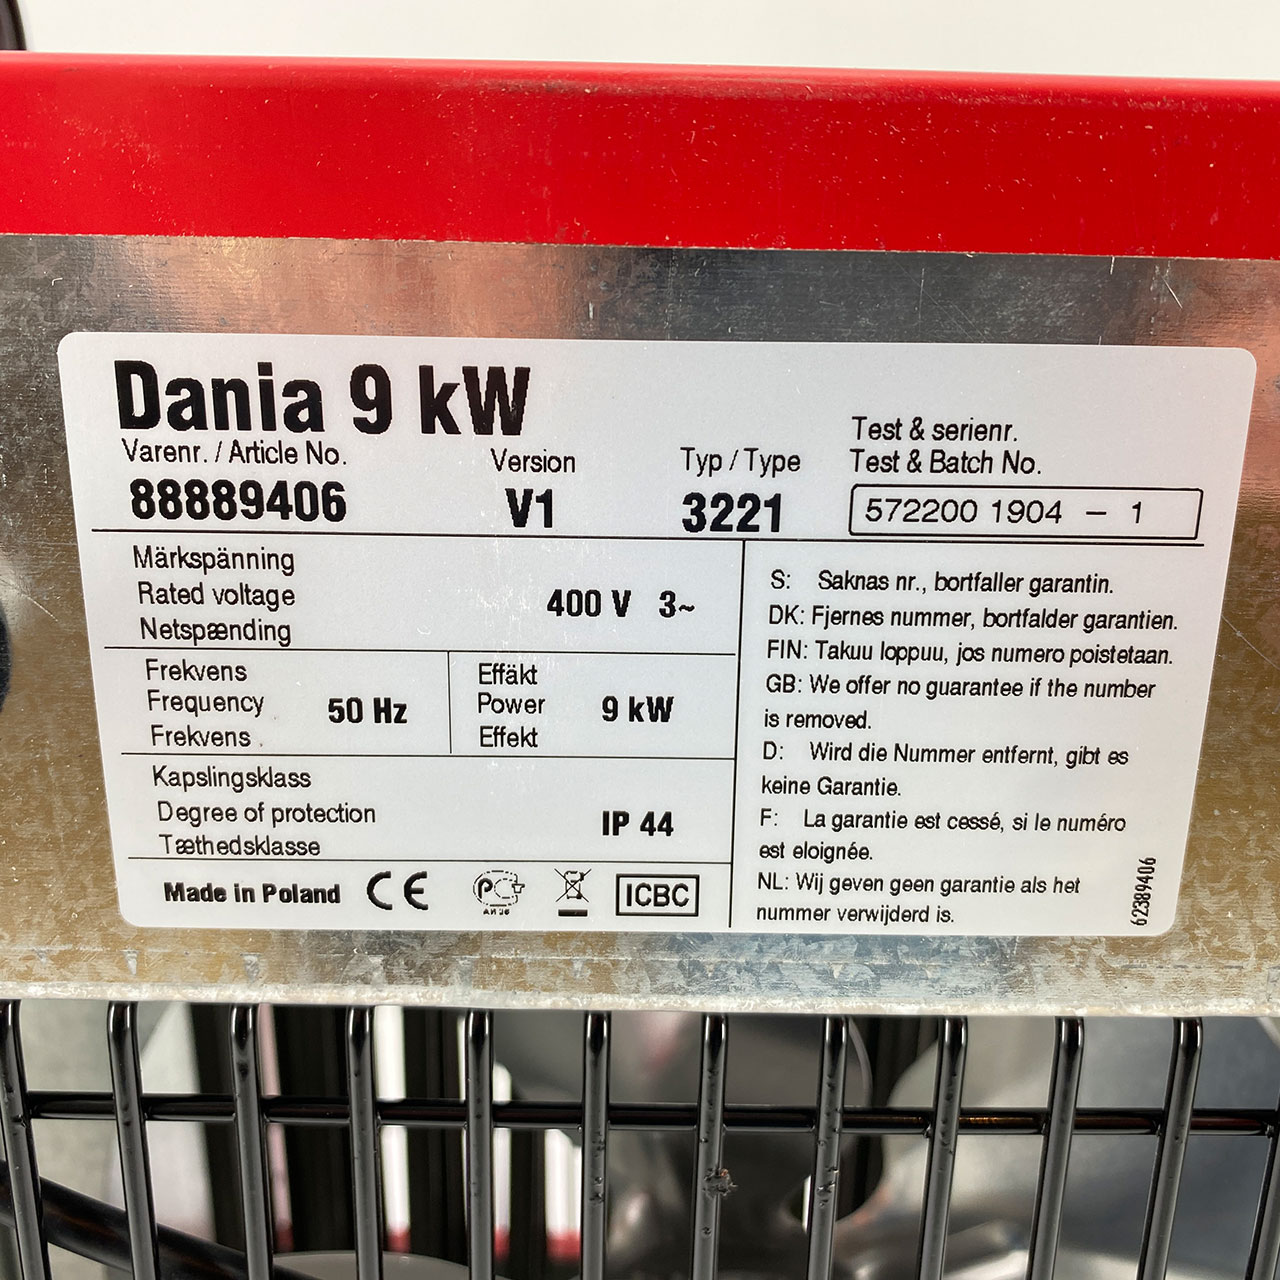 Dania 9 kW
Varenr. / Article No.
88889406
Version
V1
Typ / Type
3221
Test & serienr.
Test & Batch No.
572200 1904 - 1
Märkspänning
Rated voltage
Netspænding
400 V 3~
Frekvens
Frequency
Frekvens
50 Hz
Effäkt
Power
Effekt
9 kW
Kapslingsklass
Degree of protection
Tæthedsklasse
IP 44
Made in Poland
CE
ICBC
S: Saknas nr., bortfaller garantin.
DK: Fjernes nummer, bortfalder garantien.
FIN: Takuu loppuu, jos numero poistetaan.
GB: We offer no guarantee if the number
is removed.
D: Wird die Nummer entfernt, gibt es
keine Garantie.
F: La garantie est cessé, si le numéro
est eloignée.
NL: Wij geven geen garantie als het
nummer verwijderd is.
62389406